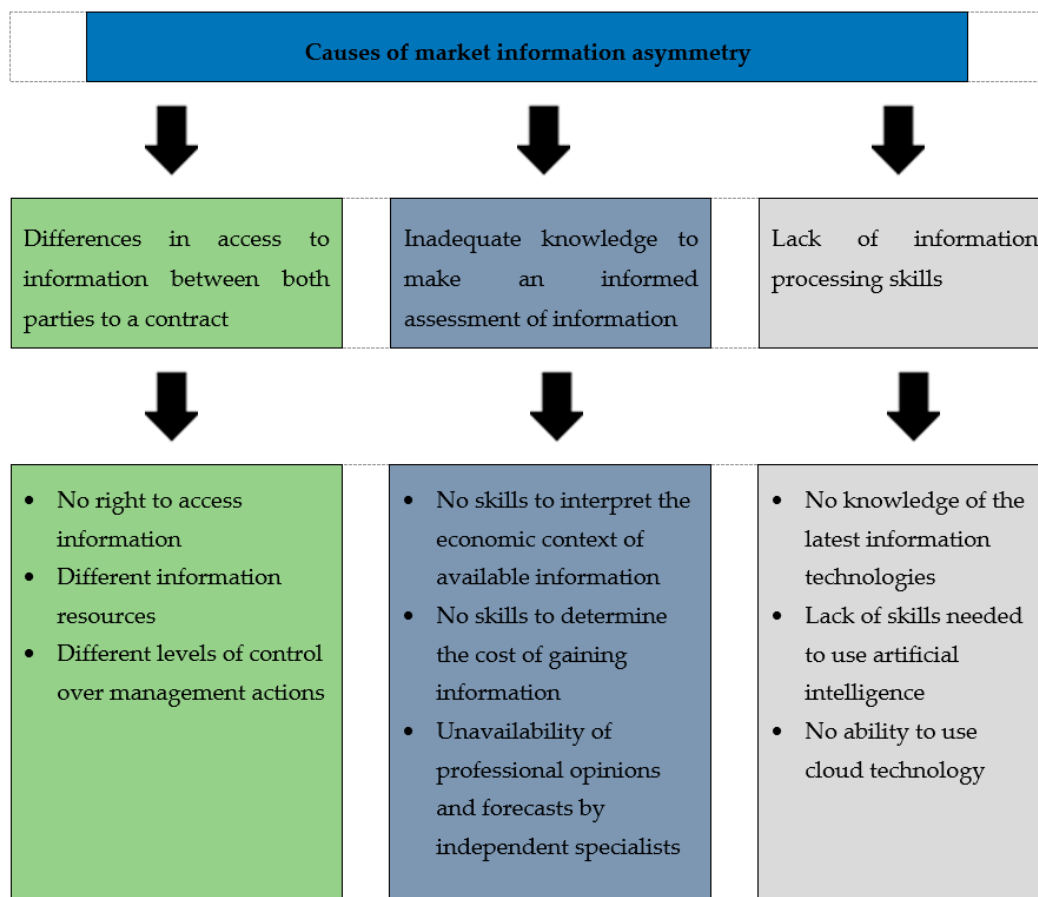 Causes of market information asymmetry
Differences in access to
information between both
parties to a contract
Inadequate knowledge to
make an informed
assessment of information
Lack of information
processing skills
• No right to access
information
• Different information
resources
• Different levels of control
over management actions
• No skills to interpret the
economic context of
available information
• No skills to determine
the cost of gaining
information
• Unavailability of
professional opinions
and forecasts by
independent specialists
• No knowledge of the
latest information
technologies
• Lack of skills needed
to use artificial
intelligence
• No ability to use
cloud technology